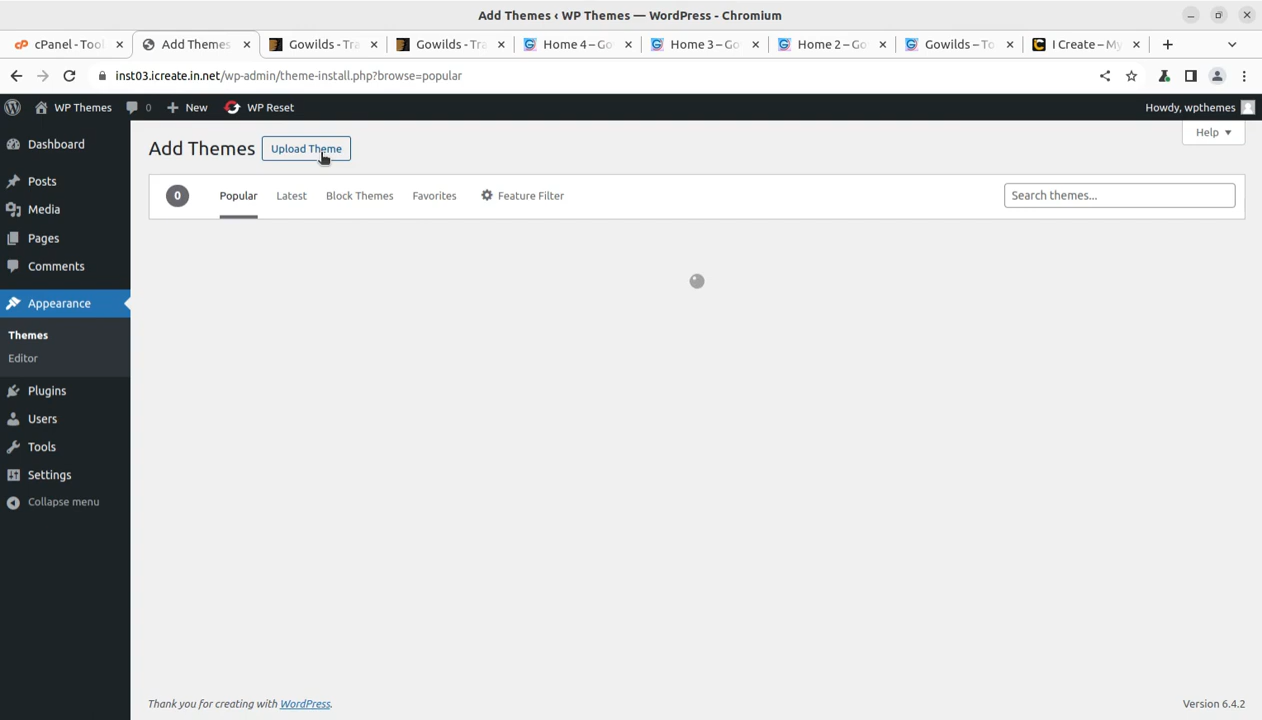 Add Themes ‹ WP Themes — WordPress - Chromium
cPanel - Tool
Add Themes
Gowilds - Tra
Gowilds - Tra
Home 4 – Go
Home 3 – Go
Home 2 – Go
Gowilds – To
I Create – My
inst03.icreate.in.net/wp-admin/theme-install.php?browse=popular
WP Themes
0
New
WP Reset
Howdy, wpthemes
Dashboard
Posts
Media
Pages
Comments
Appearance
Themes
Editor
Plugins
Users
Tools
Settings
Collapse menu
Add Themes
Upload Theme
Help
0
Popular
Latest
Block Themes
Favorites
Feature Filter
Search themes...
Thank you for creating with WordPress.
Version 6.4.2